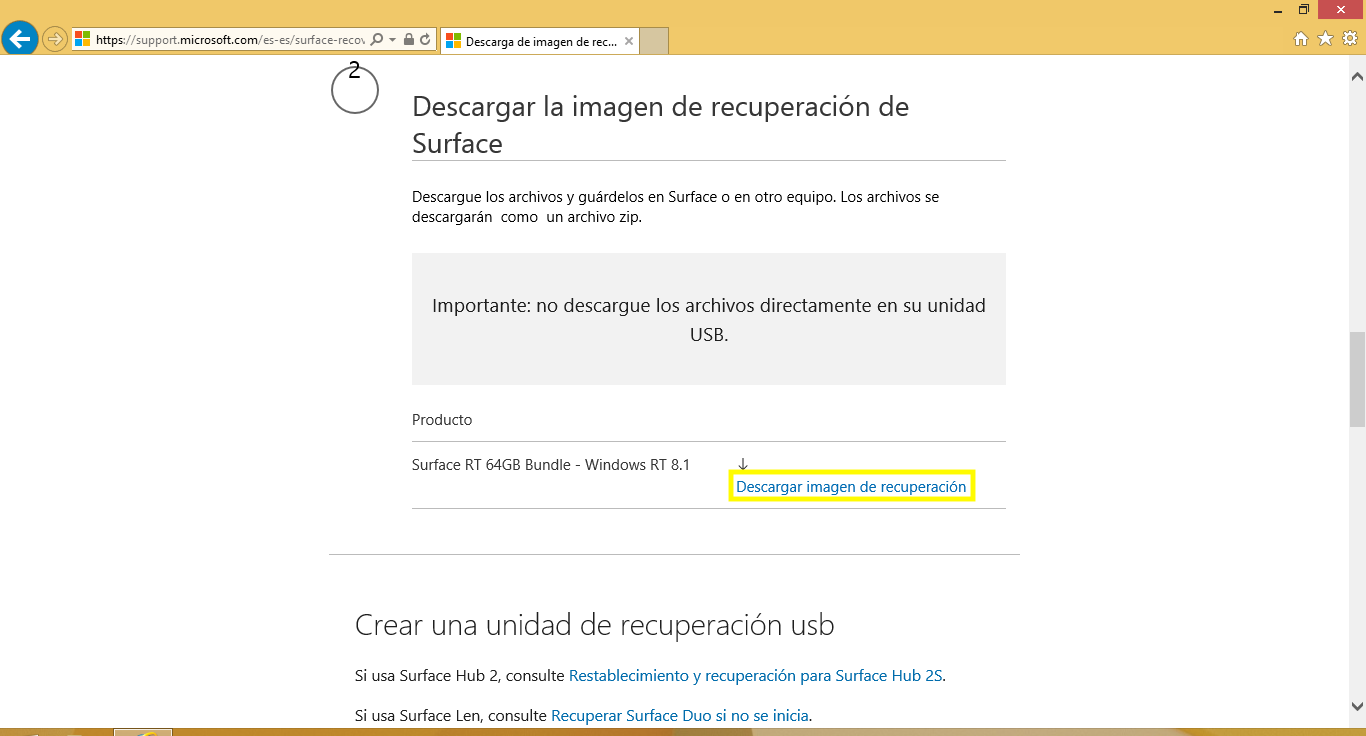 https://support.microsoft.com/es-es/surface-recov
Descarga de imagen de rec...
2
Descargar la imagen de recuperación de
Surface
Descargue los archivos y guárdelos en Surface o en otro equipo. Los archivos se
descargarán  como  un archivo zip.
Importante: no descargue los archivos directamente en su unidad
USB.
Producto
Surface RT 64GB Bundle - Windows RT 8.1
Descargar imagen de recuperación
Crear una unidad de recuperación usb
Si usa Surface Hub 2, consulte Restablecimiento y recuperación para Surface Hub 2S.
Si usa Surface Len, consulte Recuperar Surface Duo si no se inicia.